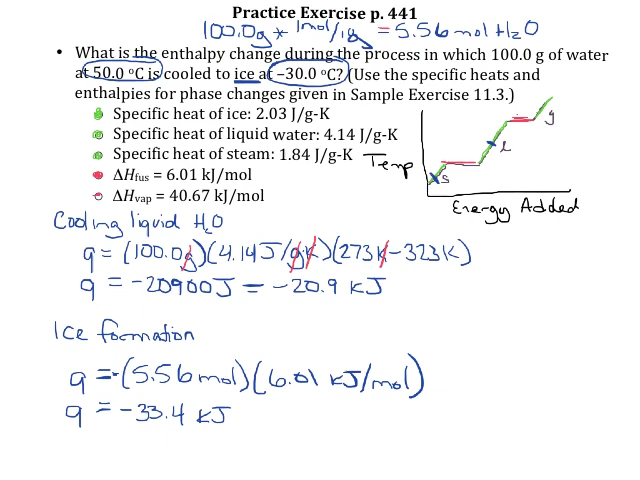 Practice Exercise p. 441
100.0g * 1mol/18g = 5.56 mol H2O
• What is the enthalpy change during the process in which 100.0 g of water
at 50.0 °C is cooled to ice at −30.0 °C? (Use the specific heats and
enthalpies for phase changes given in Sample Exercise 11.3.)
Specific heat of ice: 2.03 J/g-K
Specific heat of liquid water: 4.14 J/g-K
Specific heat of steam: 1.84 J/g-K
ΔHfus = 6.01 kJ/mol
ΔHvap = 40.67 kJ/mol
Temp
s
l
g
Energy Added
Cooling liquid H2O
q = (100.0g)(4.14J/gK)(273K-323K)
q = -20900J = -20.9 KJ
Ice formation
q = -(5.56mol)(6.01 KJ/mol)
q = -33.4 KJ